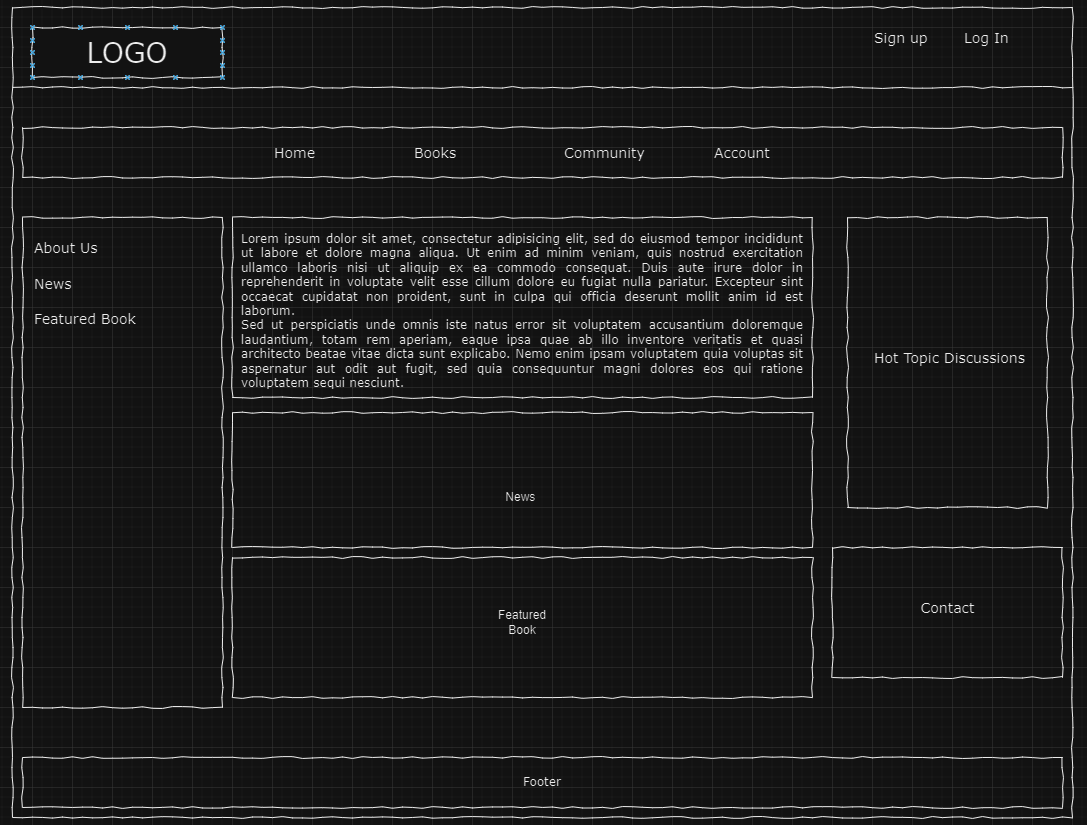 LOGO
Sign up
Log In
Home
Books
Community
Account
About Us
News
Featured Book
Lorem ipsum dolor sit amet, consectetur adipisicing elit, sed do eiusmod tempor incididunt
ut labore et dolore magna aliqua. Ut enim ad minim veniam, quis nostrud exercitation
ullamco laboris nisi ut aliquip ex ea commodo consequat. Duis aute irure dolor in
reprehenderit in voluptate velit esse cillum dolore eu fugiat nulla pariatur. Excepteur sint
occaecat cupidatat non proident, sunt in culpa qui officia deserunt mollit anim id est
laborum.
Sed ut perspiciatis unde omnis iste natus error sit voluptatem accusantium doloremque
laudantium, totam rem aperiam, eaque ipsa quae ab illo inventore veritatis et quasi
architecto beatae vitae dicta sunt explicabo. Nemo enim ipsam voluptatem quia voluptas sit
aspernatur aut odit aut fugit, sed quia consequuntur magni dolores eos qui ratione
voluptatem sequi nesciunt.
News
Featured
Book
Hot Topic Discussions
Contact
Footer